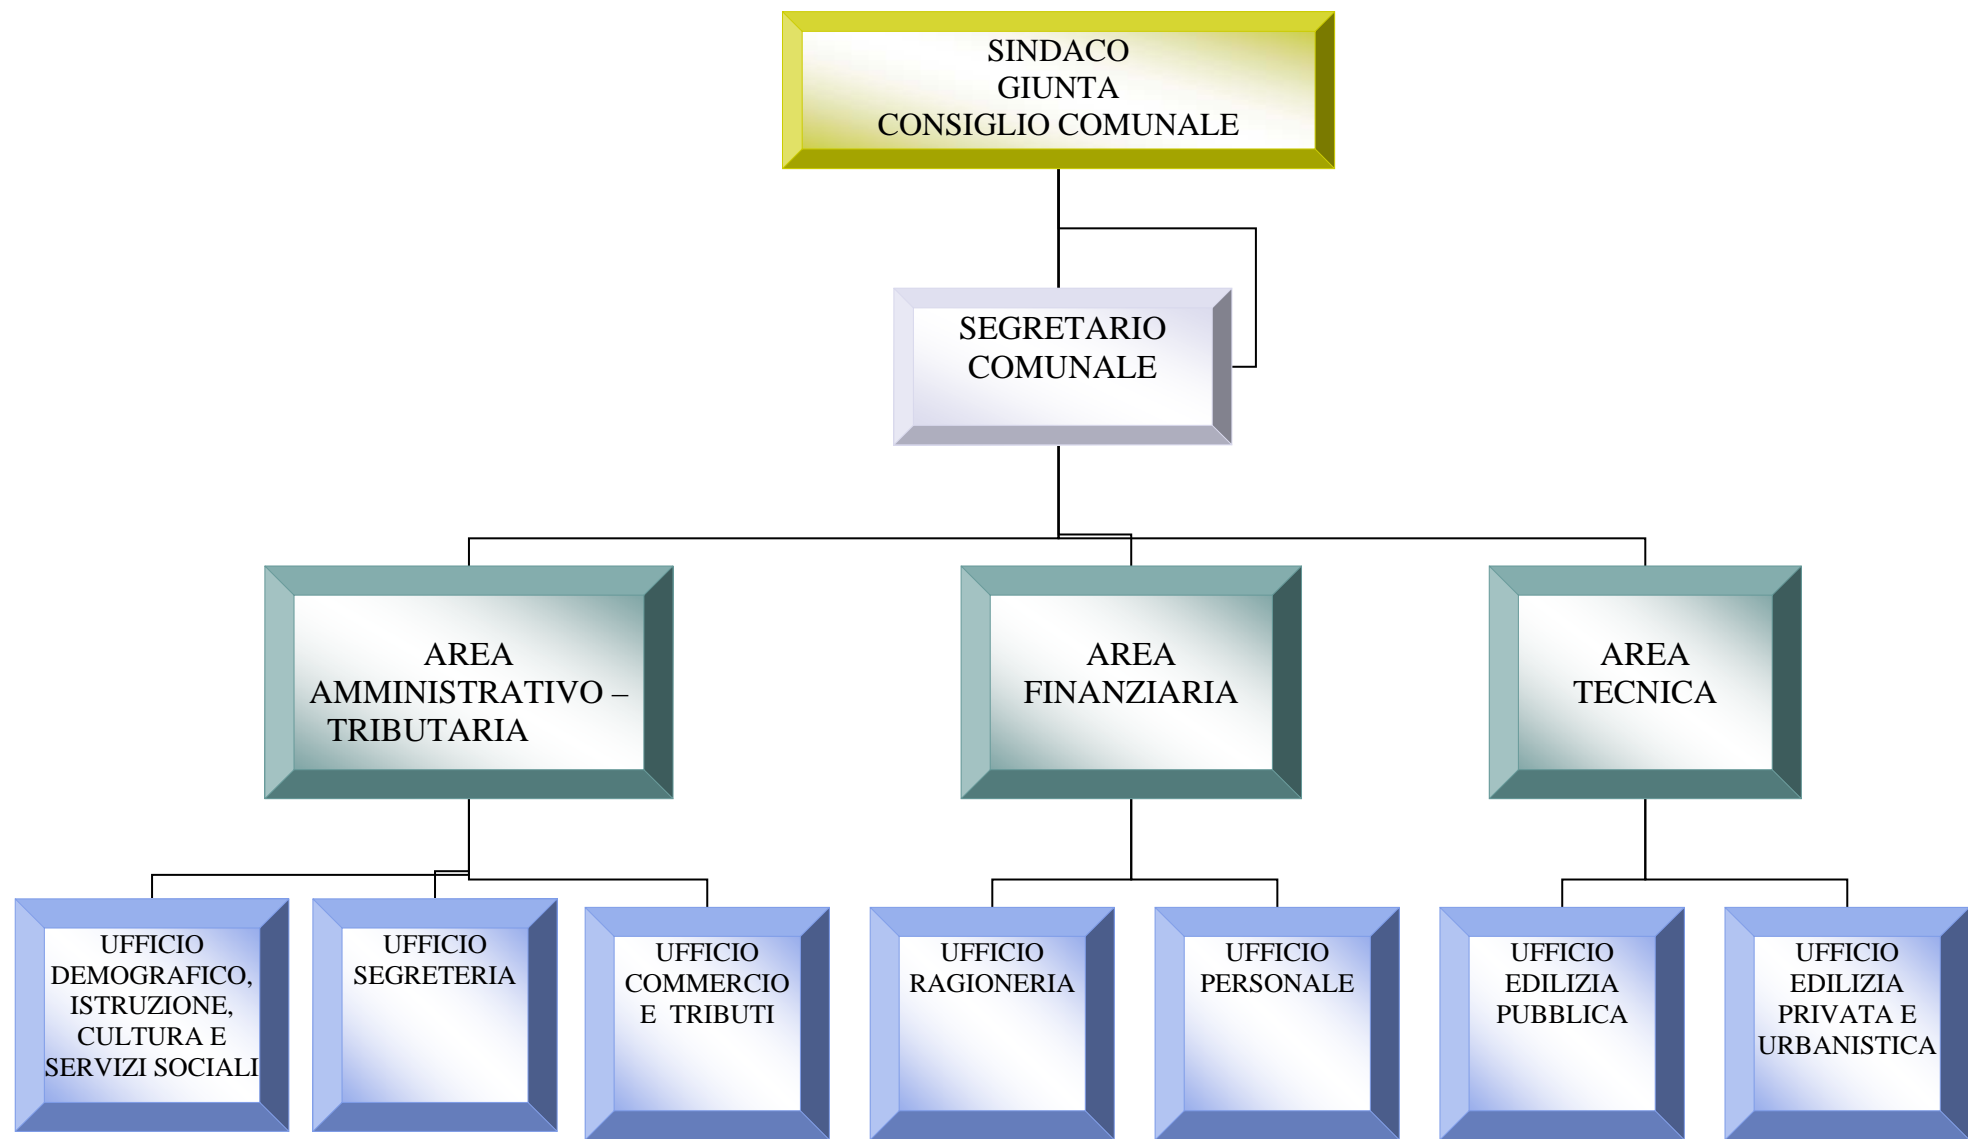 SINDACO
GIUNTA
CONSIGLIO COMUNALE
SEGRETARIO
COMUNALE
AREA
AMMINISTRATIVO –
TRIBUTARIA
AREA
FINANZIARIA
AREA
TECNICA
UFFICIO
DEMOGRAFICO,
ISTRUZIONE,
CULTURA E
SERVIZI SOCIALI
UFFICIO
SEGRETERIA
UFFICIO
COMMERCIO
E TRIBUTI
UFFICIO
RAGIONERIA
UFFICIO
PERSONALE
UFFICIO
EDILIZIA
PUBBLICA
UFFICIO
EDILIZIA
PRIVATA E
URBANISTICA